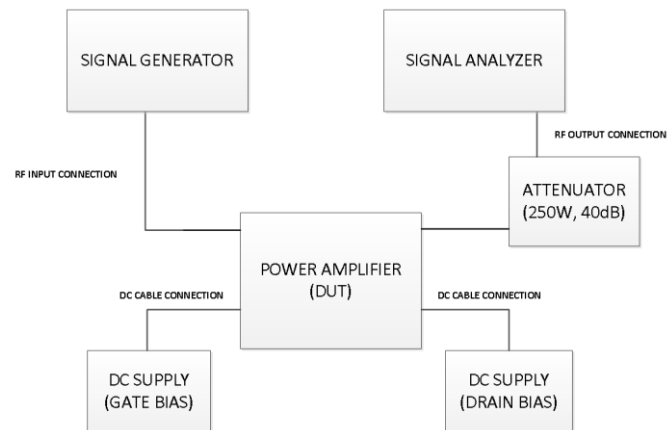 SIGNAL GENERATOR
SIGNAL ANALYZER
RF OUTPUT CONNECTION
RF INPUT CONNECTION
ATTENUATOR
(250W, 40dB)
POWER AMPLIFIER
(DUT)
DC CABLE CONNECTION
DC CABLE CONNECTION
DC SUPPLY
(GATE BIAS)
DC SUPPLY
(DRAIN BIAS)